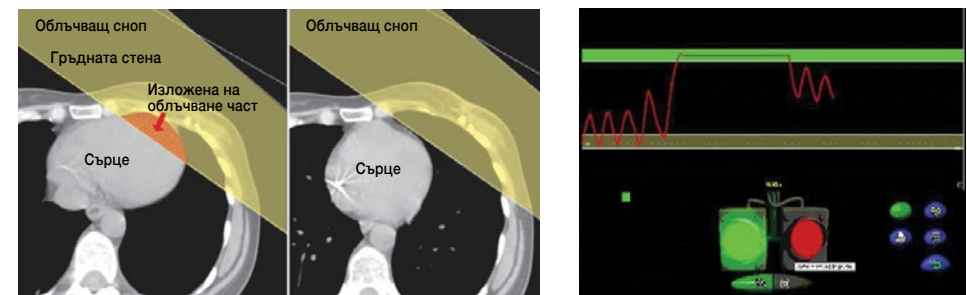 Облъчващ сноп
Гръдната стена
Изложена на
облъчване част
Сърце
Облъчващ сноп
Сърце